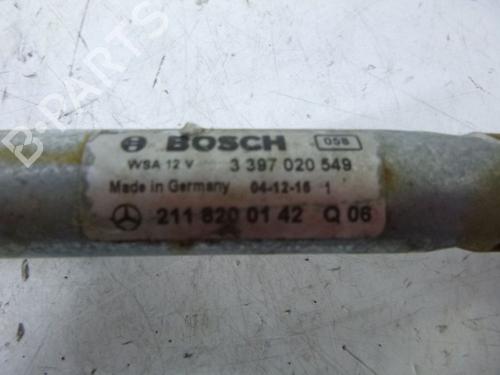 B-PARTS
BOSCH 058
WSA 12 V 3 397 020 549
Made in Germany 04-12-16 1
211 820 01 42 Q 06